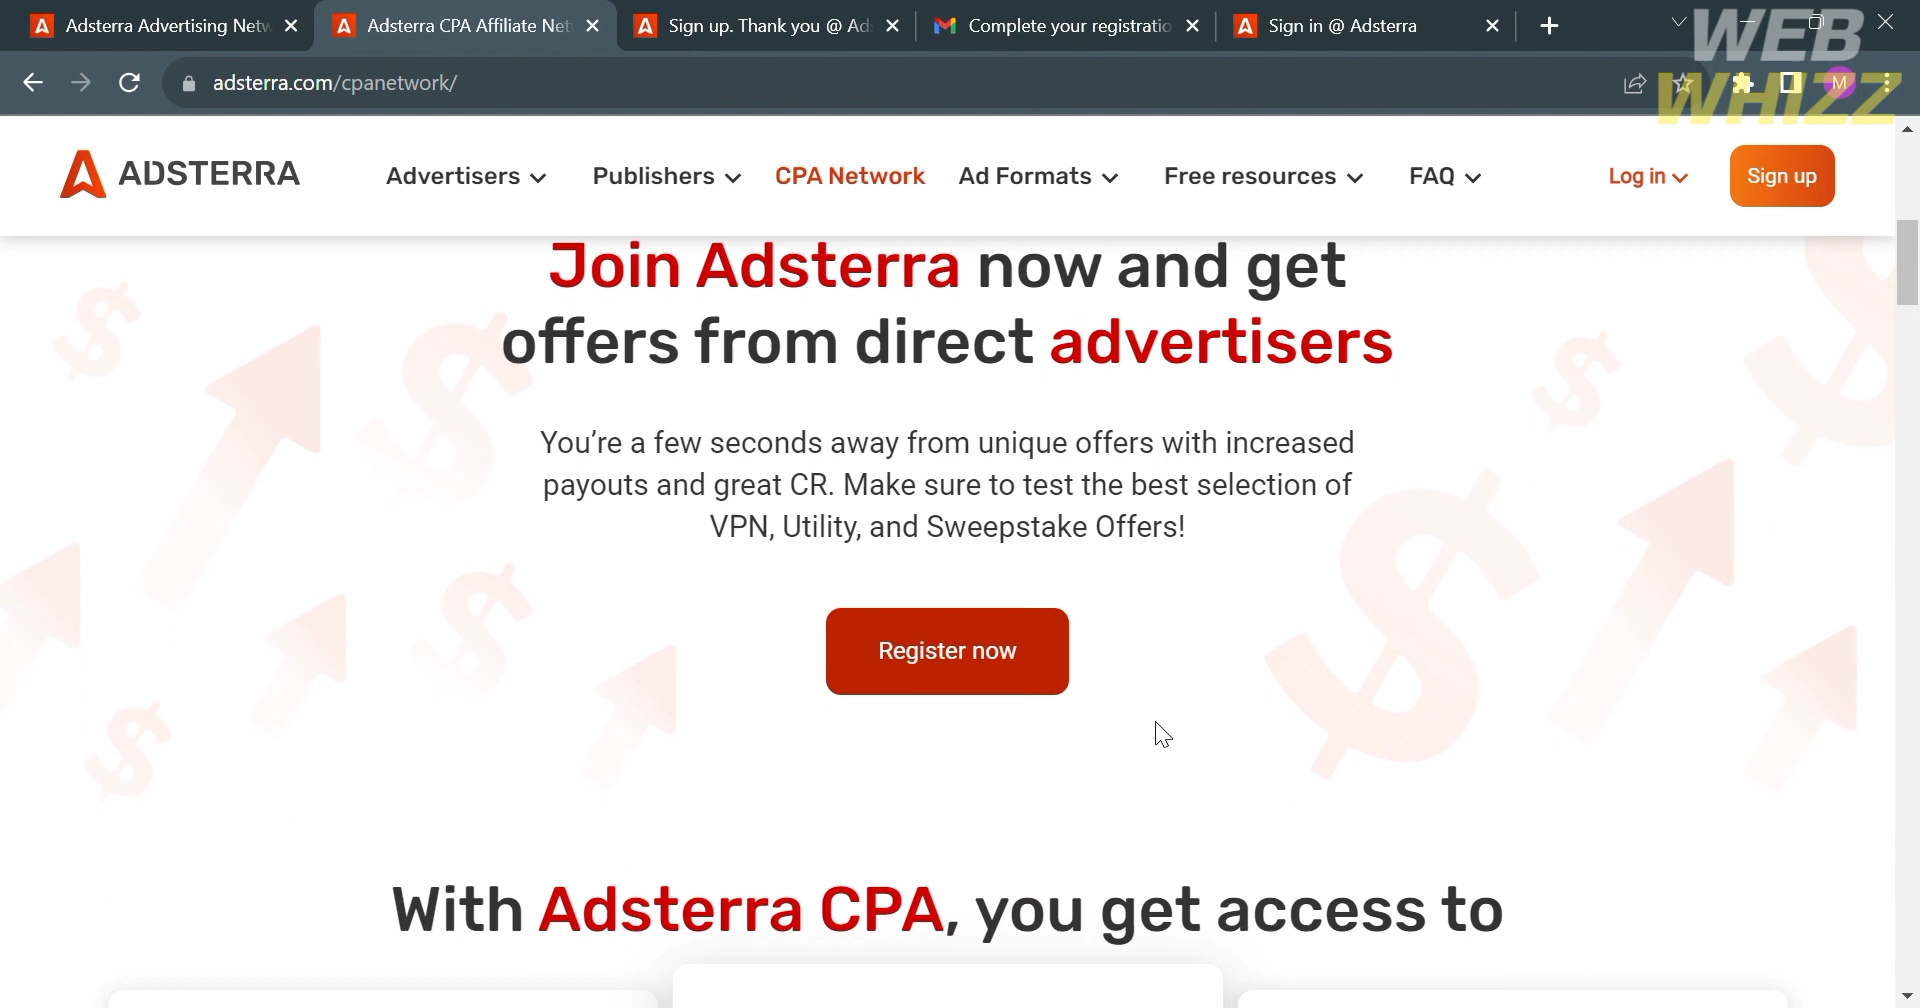 Adsterra Advertising Netw
Adsterra CPA Affiliate Net
Sign up. Thank you @ Ads
Complete your registratio
Sign in @ Adsterra
WEB
WHIZZ
adsterra.com/cpanetwork/
M
ADSTERRA
Advertisers
Publishers
CPA Network
Ad Formats
Free resources
FAQ
Log in
Sign up
Join Adsterra now and get
offers from direct advertisers
You’re a few seconds away from unique offers with increased
payouts and great CR. Make sure to test the best selection of
VPN, Utility, and Sweepstake Offers!
Register now
With Adsterra CPA, you get access to